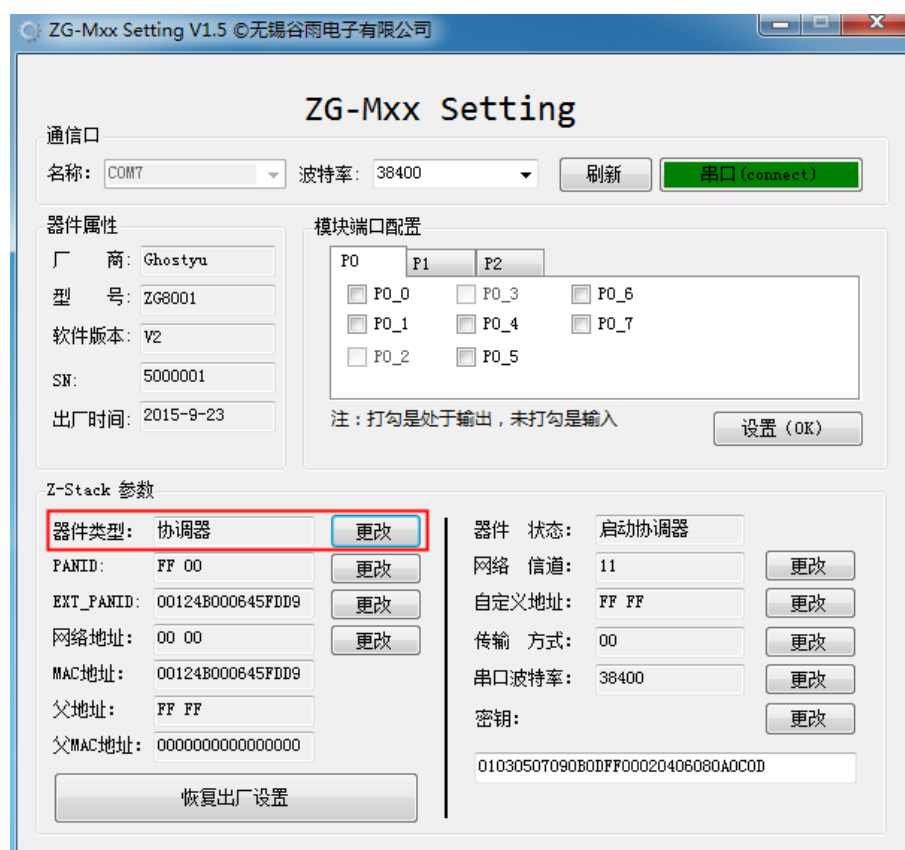 ZG-Mxx Setting V1.5 ©无锡谷雨电子有限公司
ZG-Mxx Setting
通信口
名称: COM7 波特率: 38400 刷新 串口(connect)
器件属性
厂 商: Ghostyu
型 号: ZG8001
软件版本: V2
SN: 5000001
出厂时间: 2015-9-23
模块端口配置
P0 P1 P2
P0_0 P0_3 P0_6
P0_1 P0_4 P0_7
P0_2 P0_5
注：打勾是处于输出，未打勾是输入
设置 (OK)
Z-Stack 参数
器件类型: 协调器 更改
PANID: FF 00 更改
EXT_PANID: 00124B000645FDD9 更改
网络地址: 00 00 更改
MAC地址: 00124B000645FDD9
父地址: FF FF
父MAC地址: 0000000000000000
恢复出厂设置
器件 状态: 启动协调器
网络 信道: 11 更改
自定义地址: FF FF 更改
传输 方式: 00 更改
串口波特率: 38400 更改
密钥: 更改
01030507090B0DFF00020406080A0C0D